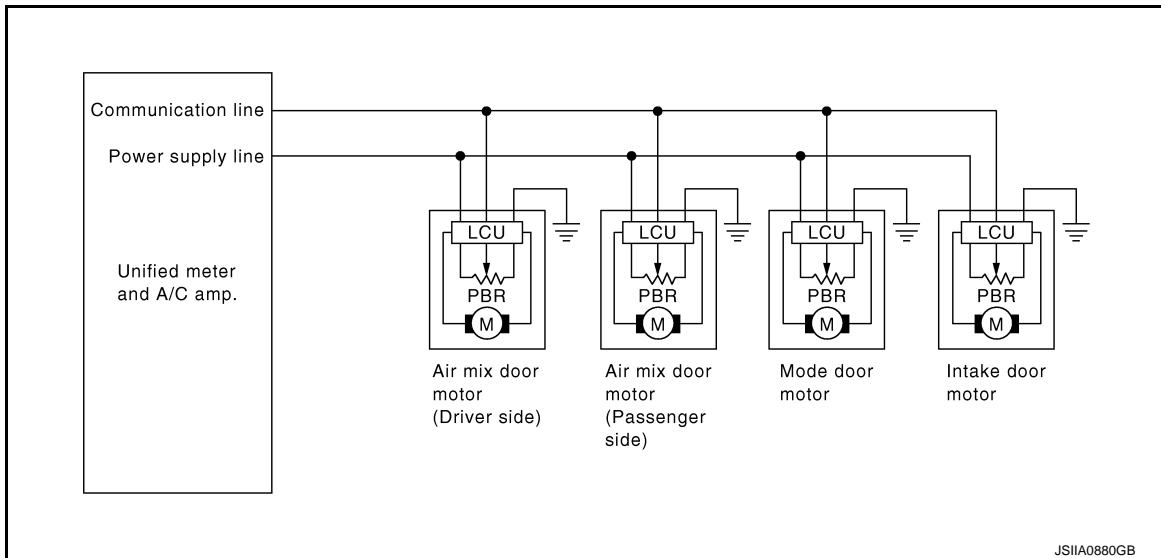 Communication line
Power supply line
Unified meter
and A/C amp.
LCU
PBR
M
Air mix door
motor
(Driver side)
LCU
PBR
M
Air mix door
motor
(Passenger
side)
LCU
PBR
M
Mode door
motor
LCU
PBR
M
Intake door
motor
JSIIA0880GB